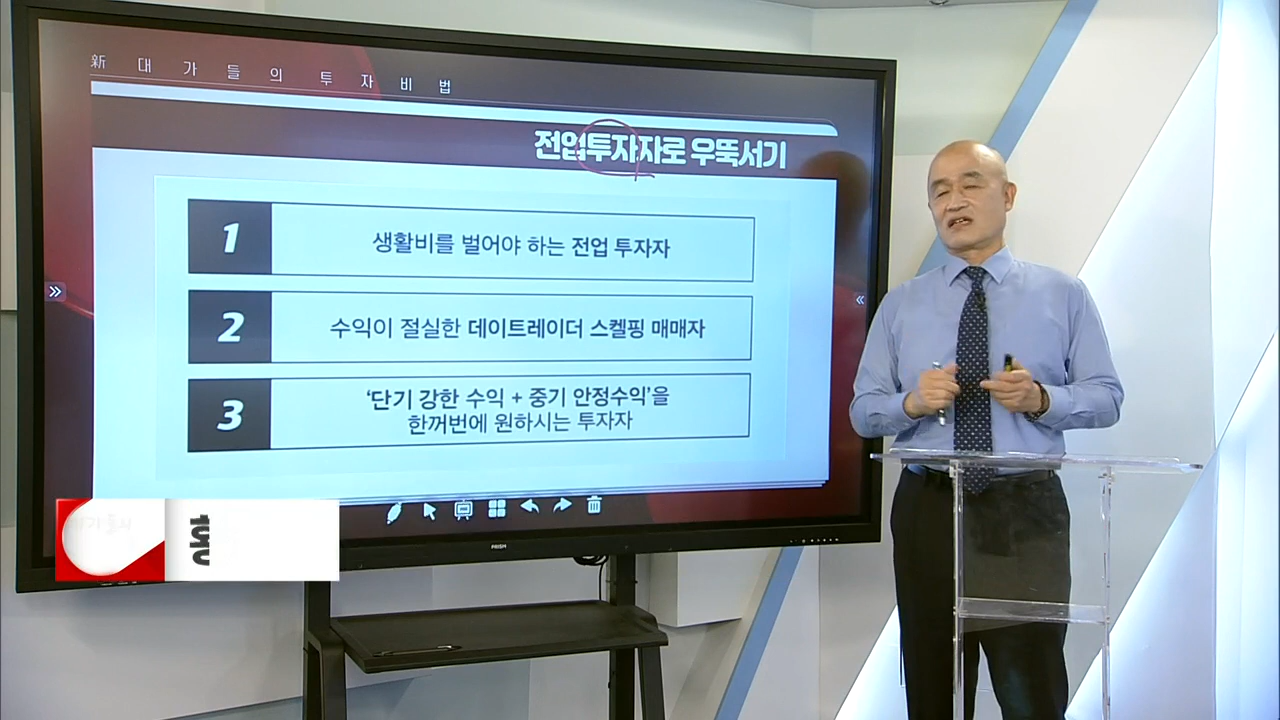 新 대 가 들 의 투 자 비 법
전업투자자로 우뚝서기
1
생활비를 벌어야 하는 전업 투자자
2
수익이 절실한 데이트레이더 스켈핑 매매자
3
‘단기 강한 수익 + 중기 안정수익’을
한꺼번에 원하시는 투자자
PRISM